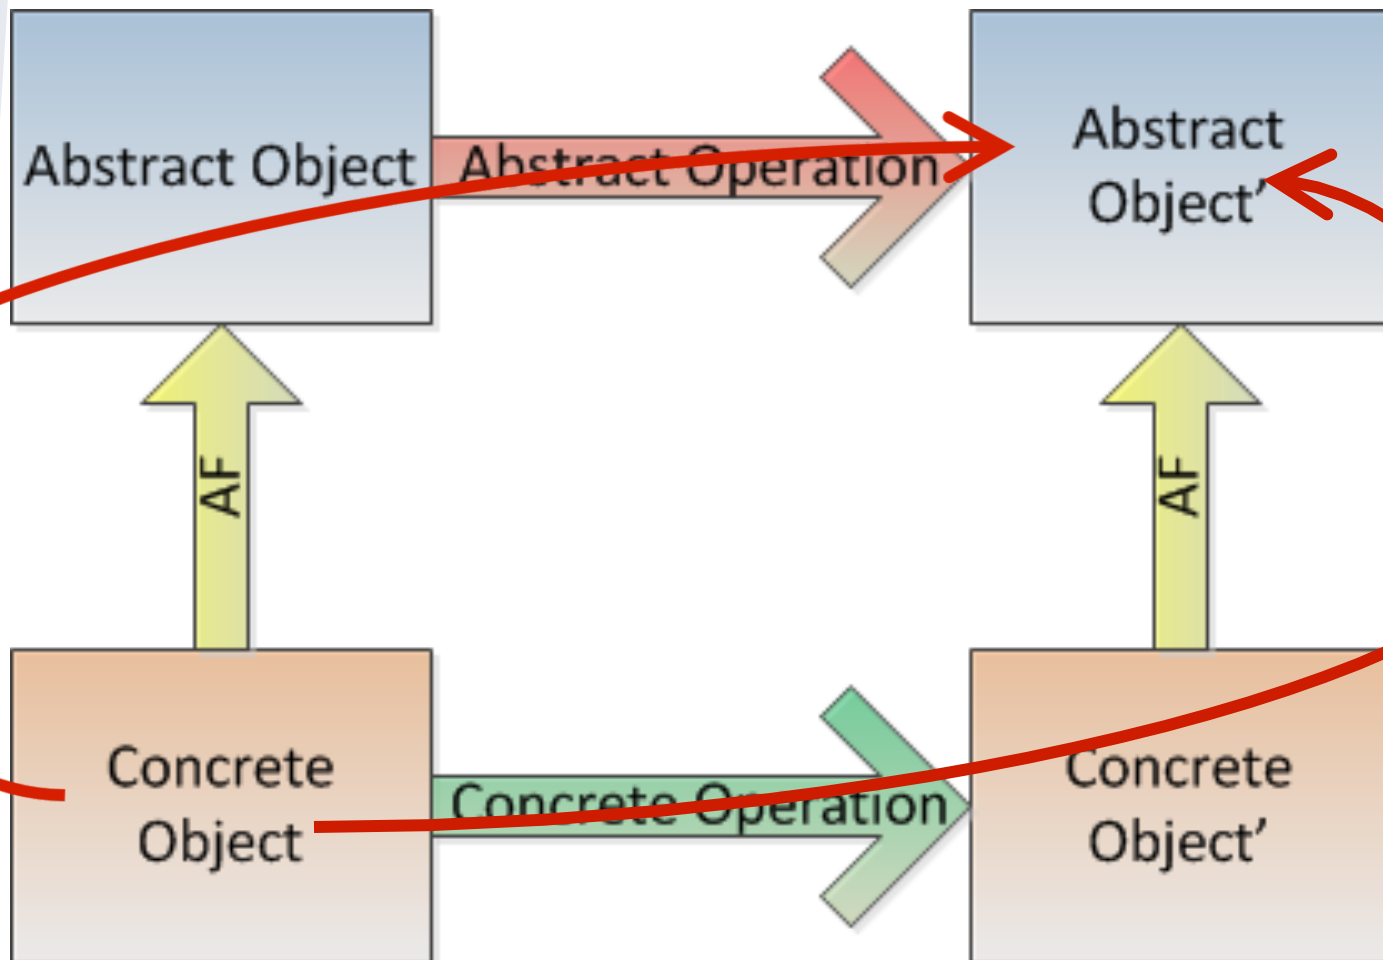 Abstract Object
Abstract Operation
Abstract
Object’
AF
AF
Concrete
Object
Concrete Operation
Concrete
Object’